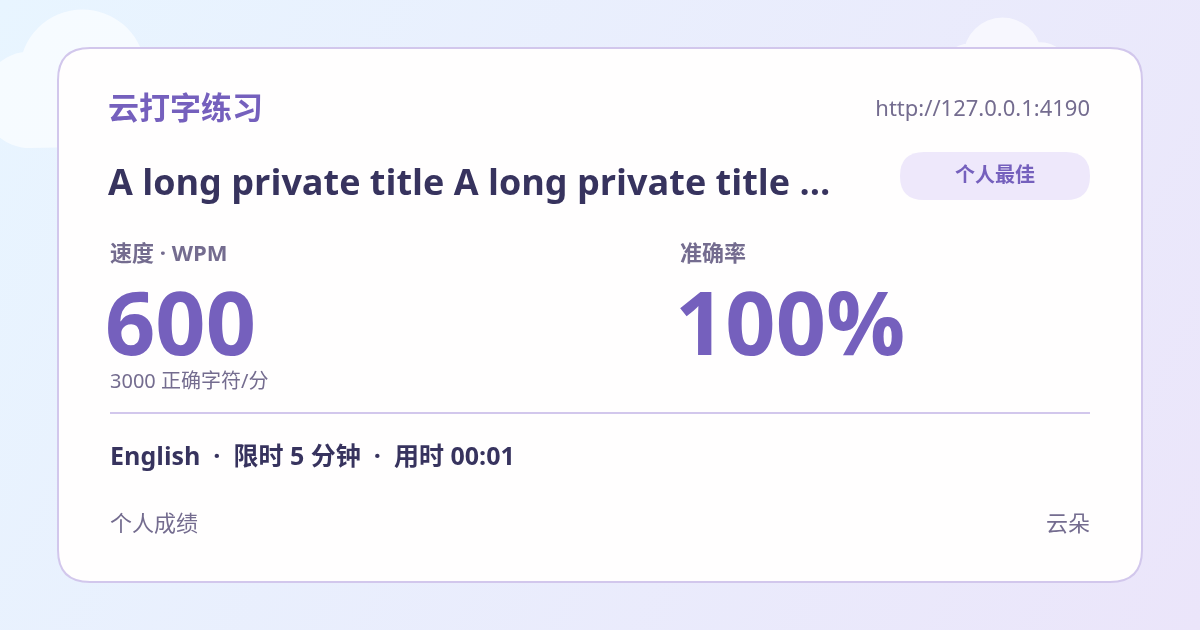 云打字练习
http://127.0.0.1:4190
A long private title A long private title ...
个人最佳
速度 · WPM
准确率
600
100%
3000 正确字符/分
English · 限时 5 分钟 · 用时 00:01
个人成绩
云朵